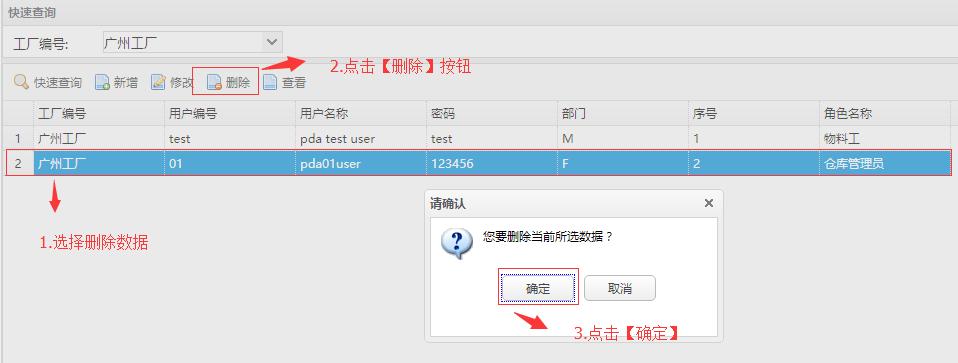 快速查询
工厂编号: 广州工厂
2.点击【删除】按钮
快速查询 新增 修改 删除 查看
工厂编号 用户编号 用户名称 密码 部门 序号 角色名称
1 广州工厂 test pda test user test M 1 物料工
2 广州工厂 01 pda01user 123456 F 2 仓库管理员
请确认
1.选择删除数据
您要删除当前所选数据？
确定 取消
3.点击【确定】